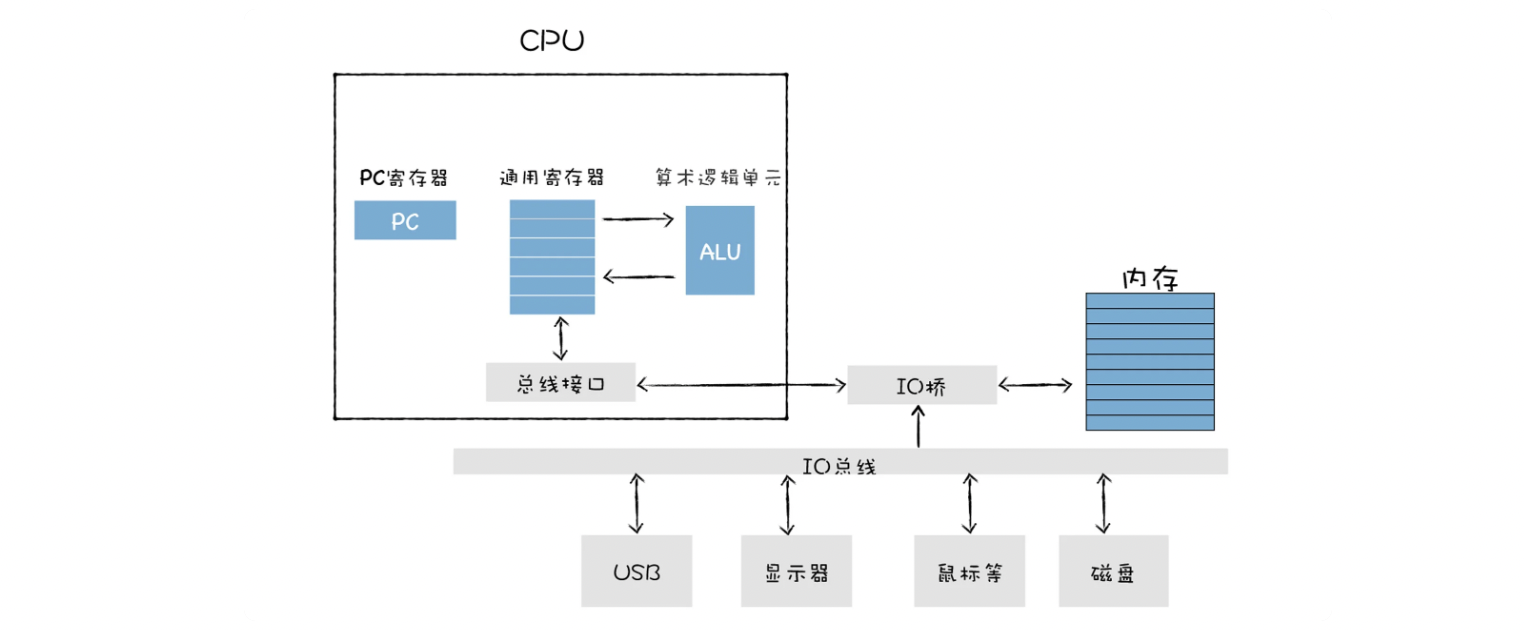 CPU
PC寄存器
通用寄存器
算术逻辑单元
PC
ALU
内存
总线接口
IO桥
IO总线
USB
显示器
鼠标等
磁盘